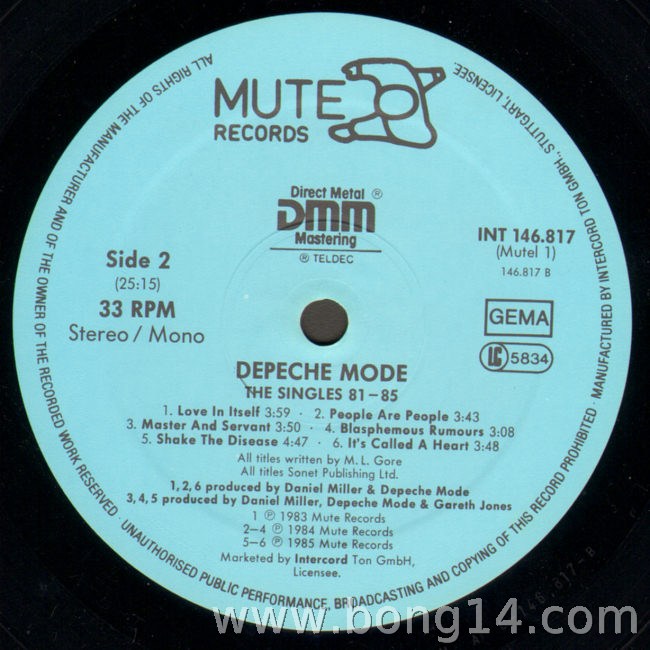 ALL RIGHTS OF THE MANUFACTURER AND OF THE OWNER OF THE RECORDED WORK RESERVED · UNAUTHORISED PUBLIC PERFORMANCE, BROADCASTING AND COPYING OF THIS RECORD PROHIBITED · MANUFACTURED BY INTERCORD TON GMBH, STUTTGART, LICENSEE.
MUTE
RECORDS
Direct Metal ®
DMM
Mastering
® TELDEC
Side 2
(25:15)
33 RPM
Stereo / Mono
INT 146.817
(Mutel 1)
146.817 B
GEMA
LC 5834
DEPECHE MODE
THE SINGLES 81–85
1. Love In Itself 3:59 · 2. People Are People 3:43
3. Master And Servant 3:50 · 4. Blasphemous Rumours 3:08
5. Shake The Disease 4:47 · 6. It's Called A Heart 3:48
All titles written by M. L. Gore
All titles Sonet Publishing Ltd.
1, 2, 6 produced by Daniel Miller & Depeche Mode
3, 4, 5 produced by Daniel Miller, Depeche Mode & Gareth Jones
1 ℗ 1983 Mute Records
2–4 ℗ 1984 Mute Records
5–6 ℗ 1985 Mute Records
Marketed by Intercord Ton GmbH,
Licensee.
www.bong14.com